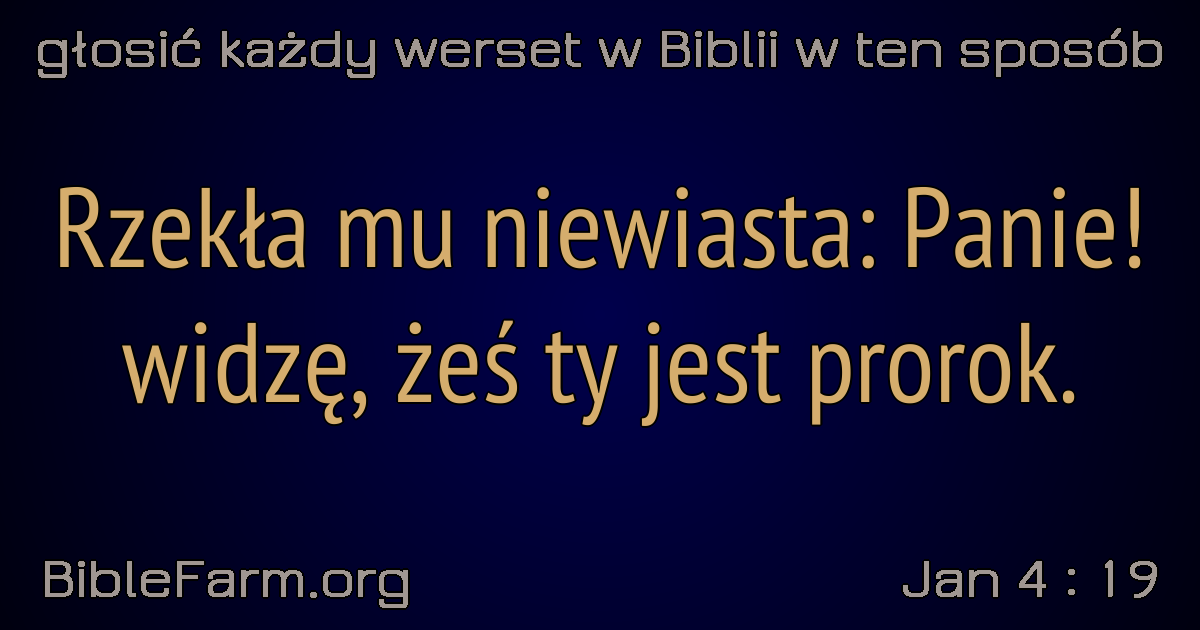 głosić każdy werset w Biblii w ten sposób
Rzekła mu niewiasta: Panie!
widzę, żeś ty jest prorok.
BibleFarm.org
Jan 4 : 19